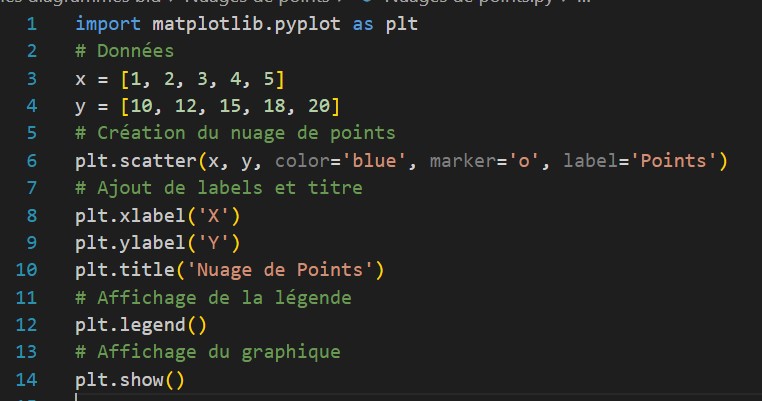 les diagrammes bld > Nuages de points > Nuages de points.py > ...
1 import matplotlib.pyplot as plt
2 # Données
3 x = [1, 2, 3, 4, 5]
4 y = [10, 12, 15, 18, 20]
5 # Création du nuage de points
6 plt.scatter(x, y, color='blue', marker='o', label='Points')
7 # Ajout de labels et titre
8 plt.xlabel('X')
9 plt.ylabel('Y')
10 plt.title('Nuage de Points')
11 # Affichage de la légende
12 plt.legend()
13 # Affichage du graphique
14 plt.show()